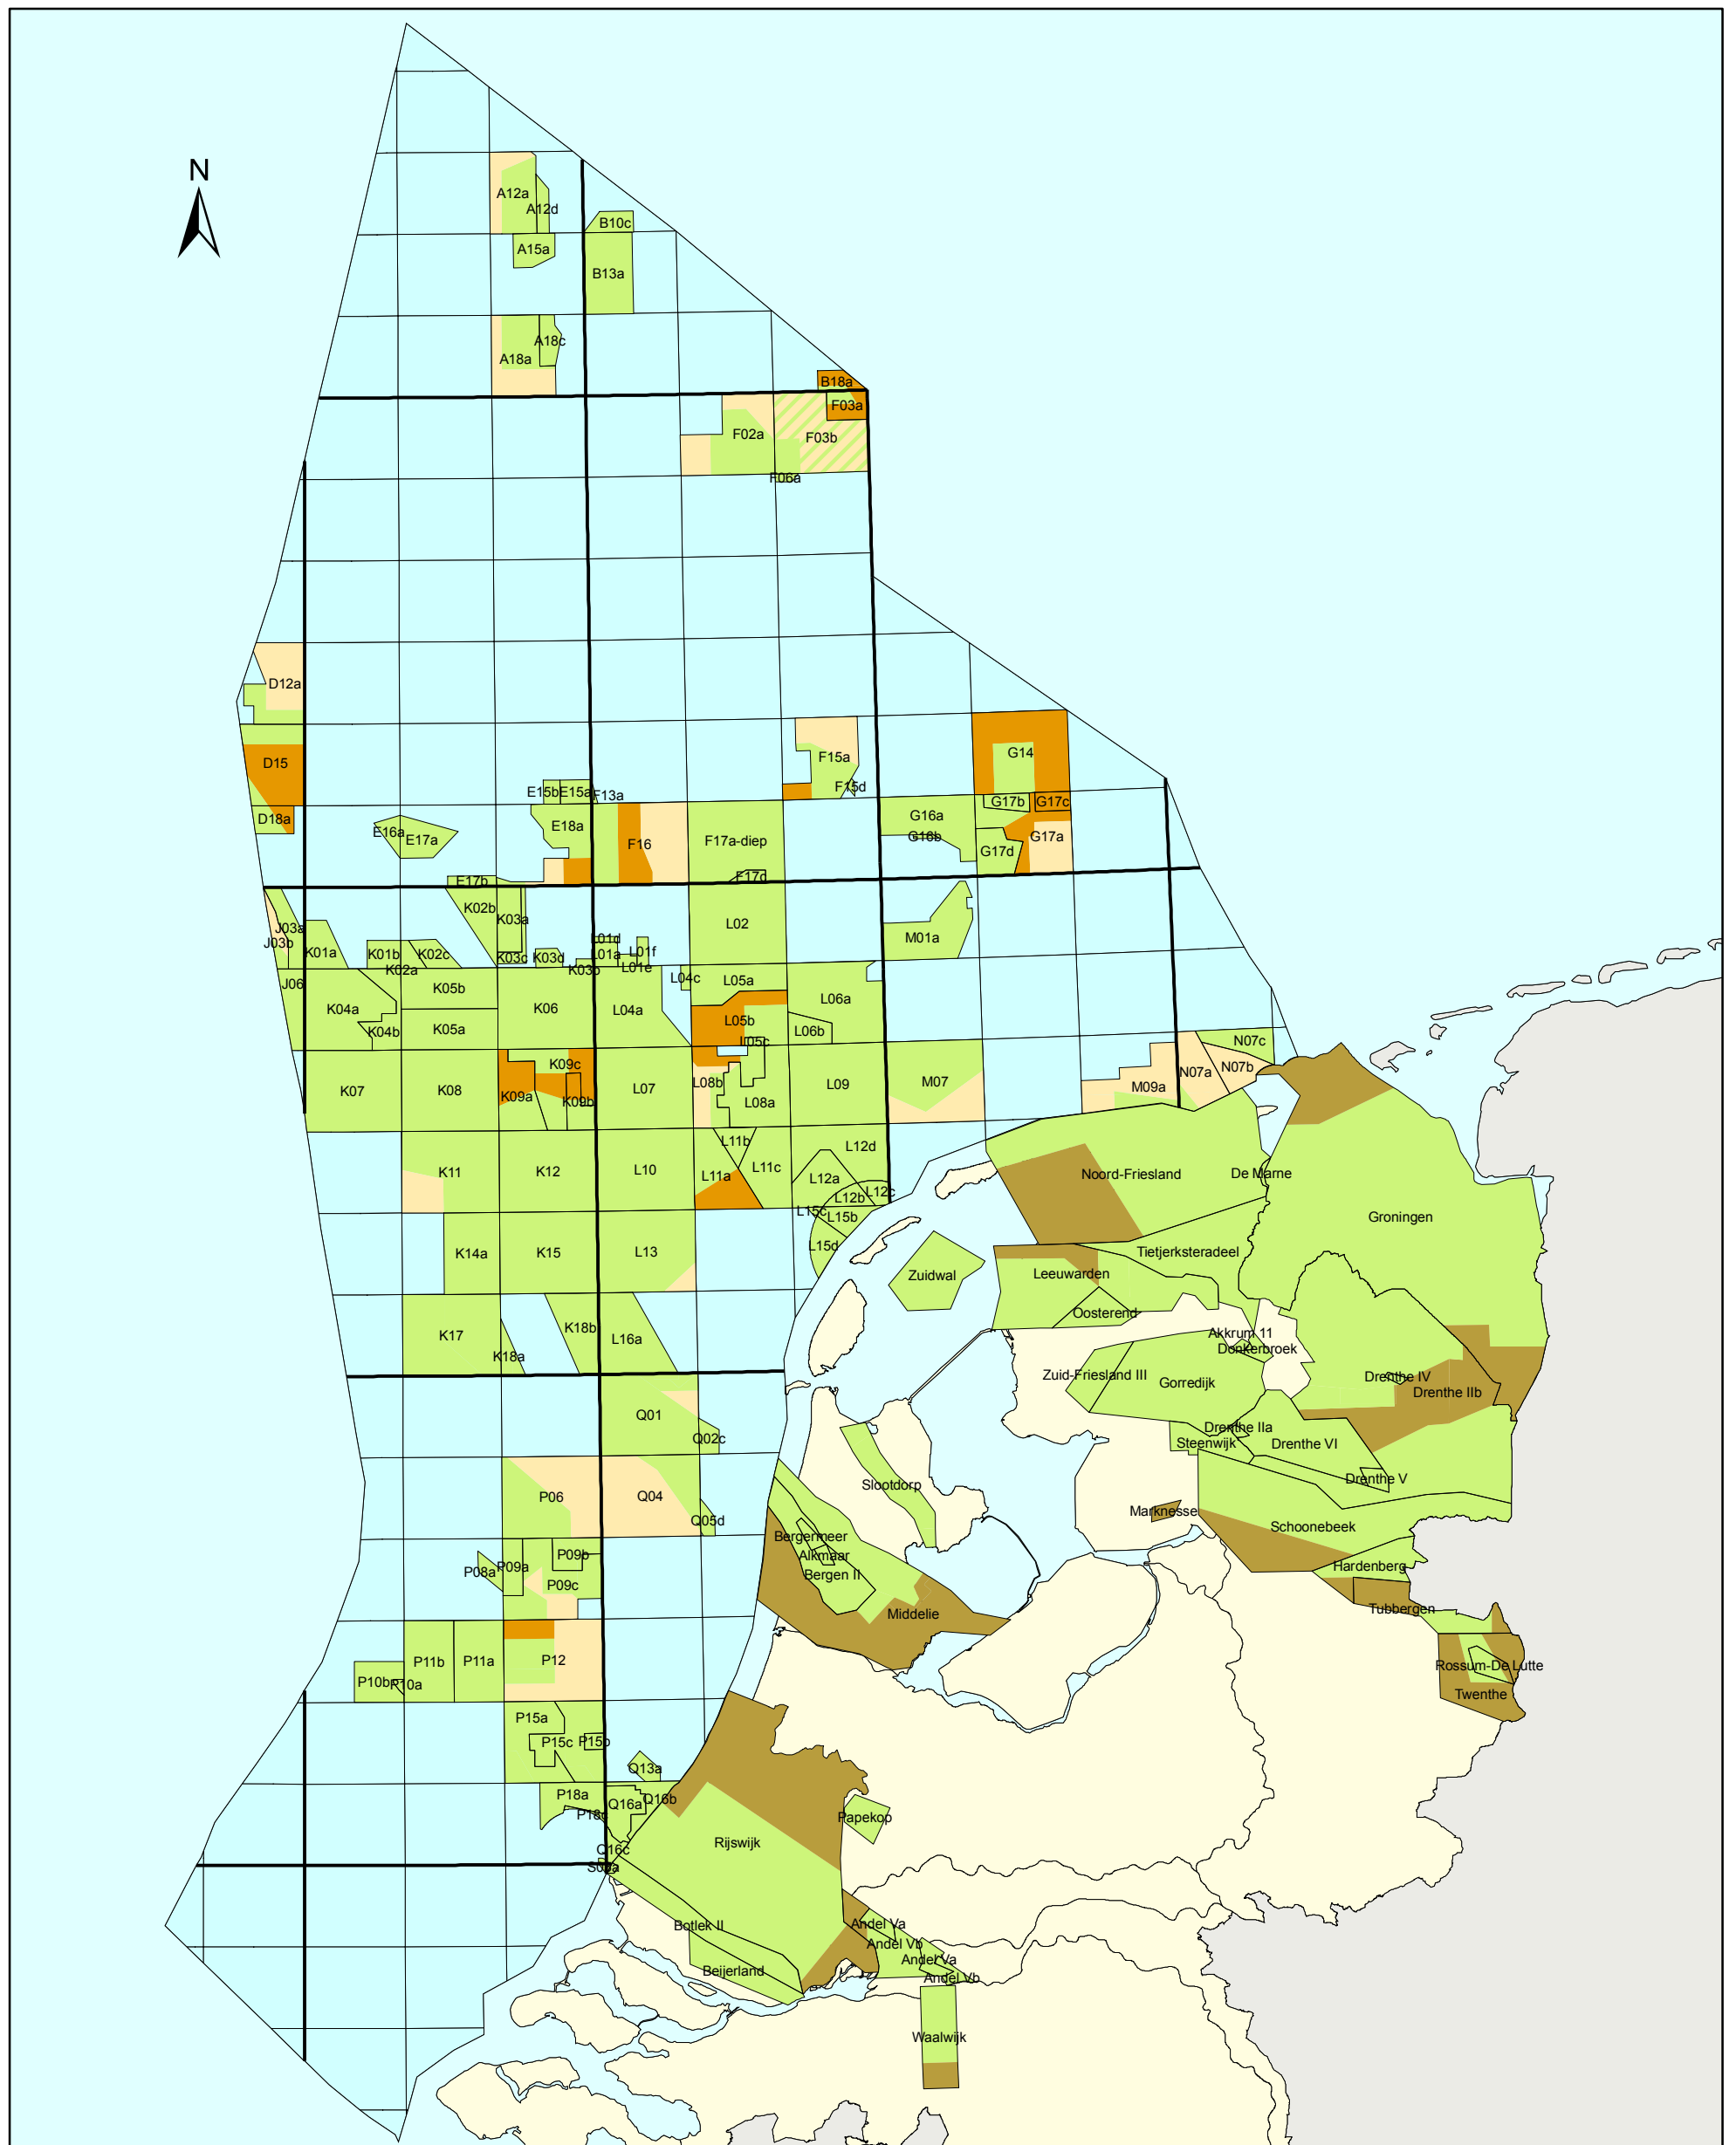 N
A12a
A12d
B10c
A15a
B13a
A18c
A18a
B18a
F03a
F02a
F03b
F06a
D12a
G14
F15a
D15
F15d
E15b
E15a
F13a
G17b
G17c
D18a
G16a
E16a
E18a
E17a
F16
F17a-diep
G16b
G17a
G17d
F17c
E17b
K02b
K03a
L02
J03a
J03b
M01a
K01a
K01b
K02c
K02a
K03c
K03d
K03b
L01d
L01a
L01f
L01e
J06
L04c
L05a
K05b
L06a
K04a
K06
L04a
L05b
K04b
K05a
L06b
L05c
N07c
K07
K08
K09c
K09a
K09b
L07
L08b
L08a
L09
M07
M09a
N07a
N07b
K11
K12
L10
L11b
L11a
L11c
L12d
L12a
L12b
L12c
Noord-Friesland
De Marne
L15c
L15b
L15d
Groningen
K14a
K15
L13
Zuidwal
Tietjerksteradeel
Leeuwarden
Oosterend
K17
K18b
K18a
L16a
Akkrum 11
Donkerbroek
Zuid-Friesland III
Gorredijk
Drenthe IV
Drenthe IIb
Q01
Q02c
Drenthe IIa
Steenwijk
Drenthe VI
Drenthe V
P06
Q04
Q05d
Slootdorp
Marknesse
Schoonebeek
Bergermeer
Alkmaar
Bergen II
P08a
P09a
P09b
P09c
Hardenberg
Middelie
Tubbergen
P10b
P10a
P11b
P11a
P12
Rossum-De Lutte
Twenthe
P15a
P15c
P15b
Q13a
P18a
P18c
Q16a
Q16b
Q16c
Papekop
Rijswijk
Botlek II
Beijerland
Andel Va
Andel Vb
Andel Va
Andel Vb
Waalwijk